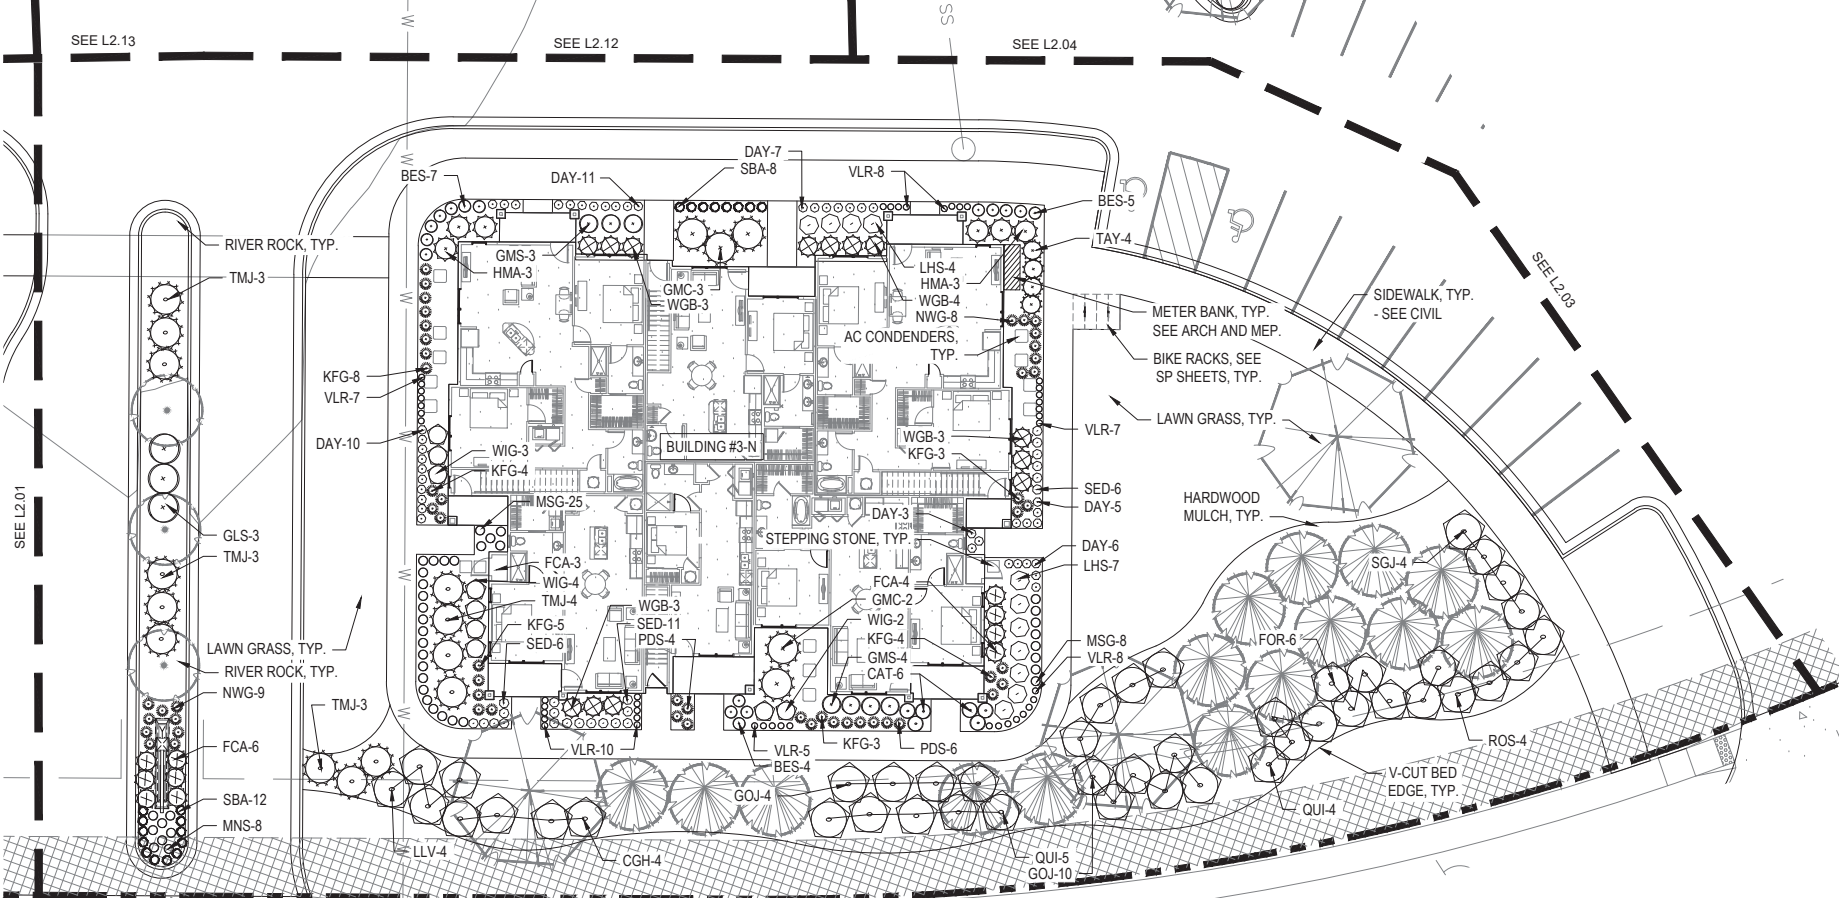 SEE L2.13
SEE L2.12
SEE L2.04
SS
W
W
DAY-7
SBA-8
VLR-8
BES-7
DAY-11
BES-5
RIVER ROCK, TYP.
TAY-4
SEE L2.03
GMS-3
HMA-3
LHS-4
HMA-3
TMJ-3
GMC-3
WGB-3
WGB-4
NWG-8
SIDEWALK, TYP.
- SEE CIVIL
W
METER BANK, TYP.
SEE ARCH AND MEP.
AC CONDENDERS,
TYP.
BIKE RACKS, SEE
SP SHEETS, TYP.
KFG-8
VLR-7
LAWN GRASS, TYP.
DAY-10
VLR-7
WIG-3
KFG-4
BUILDING #3-N
WGB-3
KFG-3
W
SEE L2.01
MSG-25
SED-6
DAY-5
HARDWOOD
MULCH, TYP.
DAY-3
STEPPING STONE, TYP.
GLS-3
TMJ-3
DAY-6
LHS-7
SGJ-4
FCA-3
WIG-4
TMJ-4
W
FCA-4
GMC-2
WIG-2
KFG-4
GMS-4
CAT-6
WGB-3
SED-11
PDS-4
KFG-5
SED-6
FOR-6
MSG-8
VLR-8
LAWN GRASS, TYP.
RIVER ROCK, TYP.
NWG-9
TMJ-3
W
FCA-6
VLR-10
VLR-5
BES-4
KFG-3
PDS-6
ROS-4
V-CUT BED
EDGE, TYP.
SBA-12
GOJ-4
QUI-4
MNS-8
LLV-4
CGH-4
QUI-5
GOJ-10